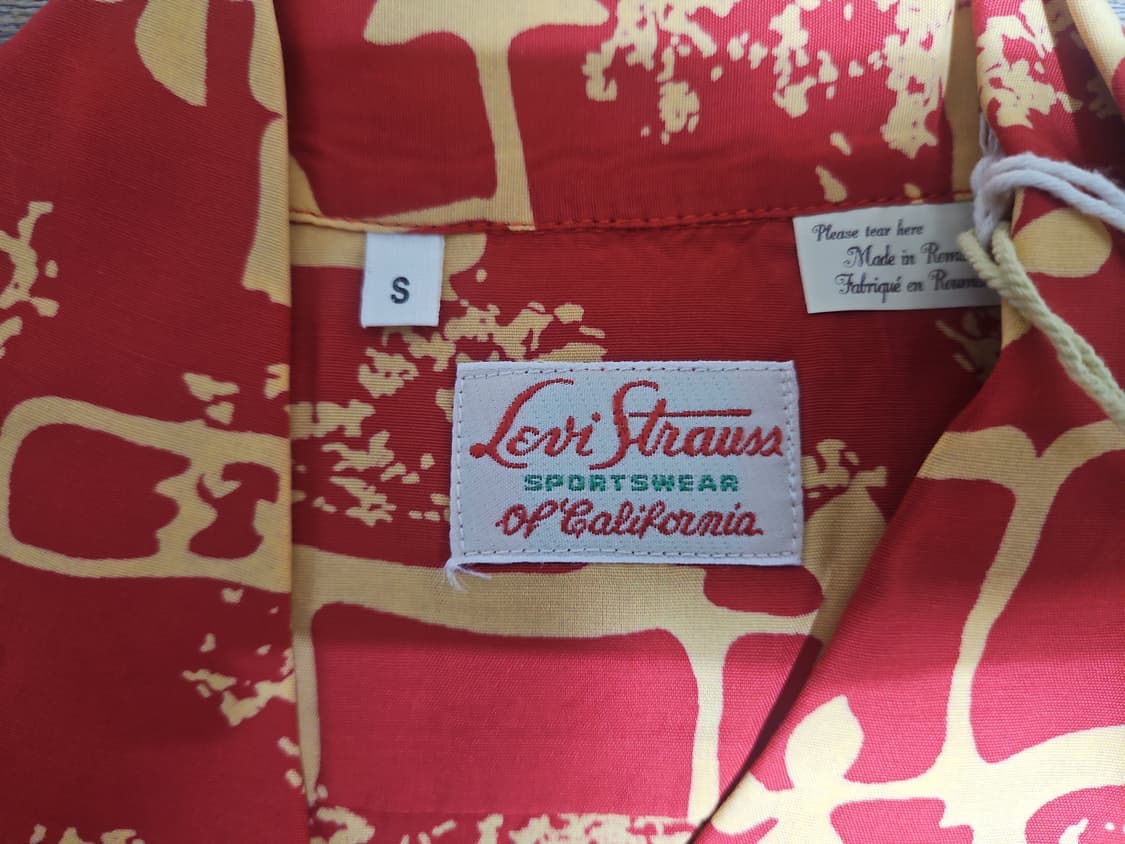 S
Please tear here
Made in
Fabriqué en
Levi Strauss
SPORTSWEAR
Of California